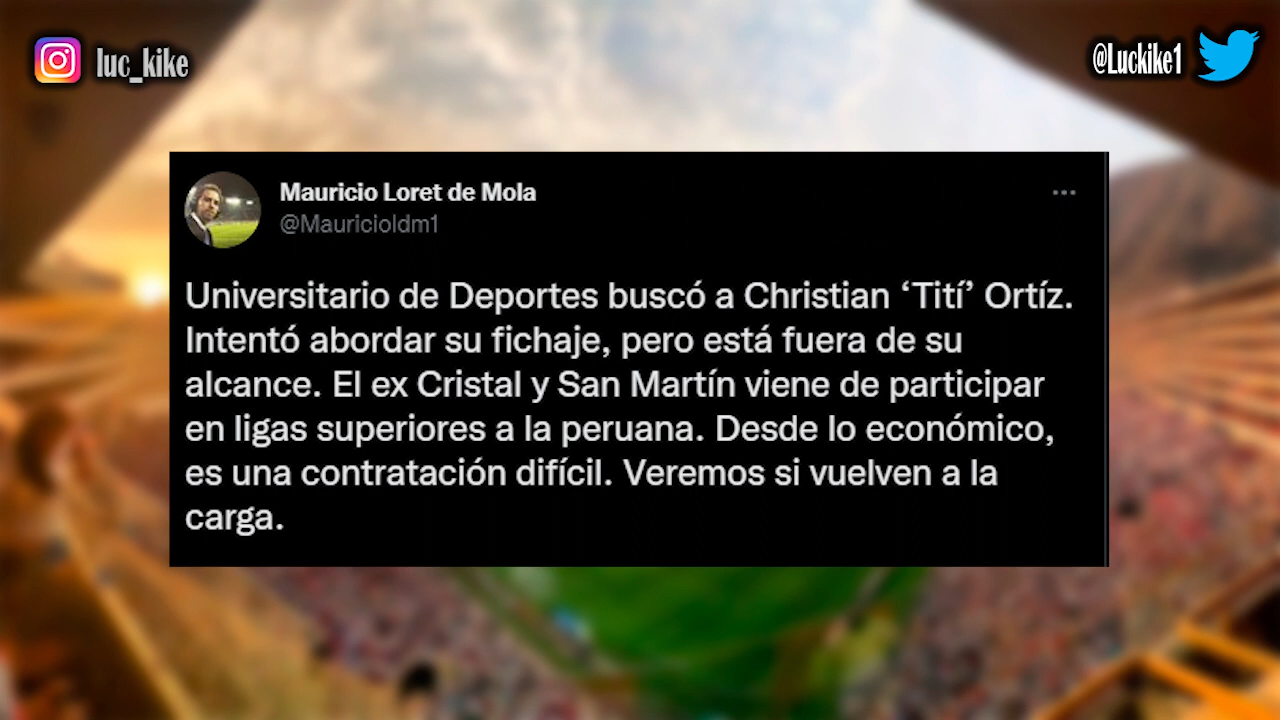 luc_kike
@Luckike1
Mauricio Loret de Mola
@Mauricioldm1
Universitario de Deportes buscó a Christian ‘Tití’ Ortíz.
Intentó abordar su fichaje, pero está fuera de su
alcance. El ex Cristal y San Martín viene de participar
en ligas superiores a la peruana. Desde lo económico,
es una contratación difícil. Veremos si vuelven a la
carga.